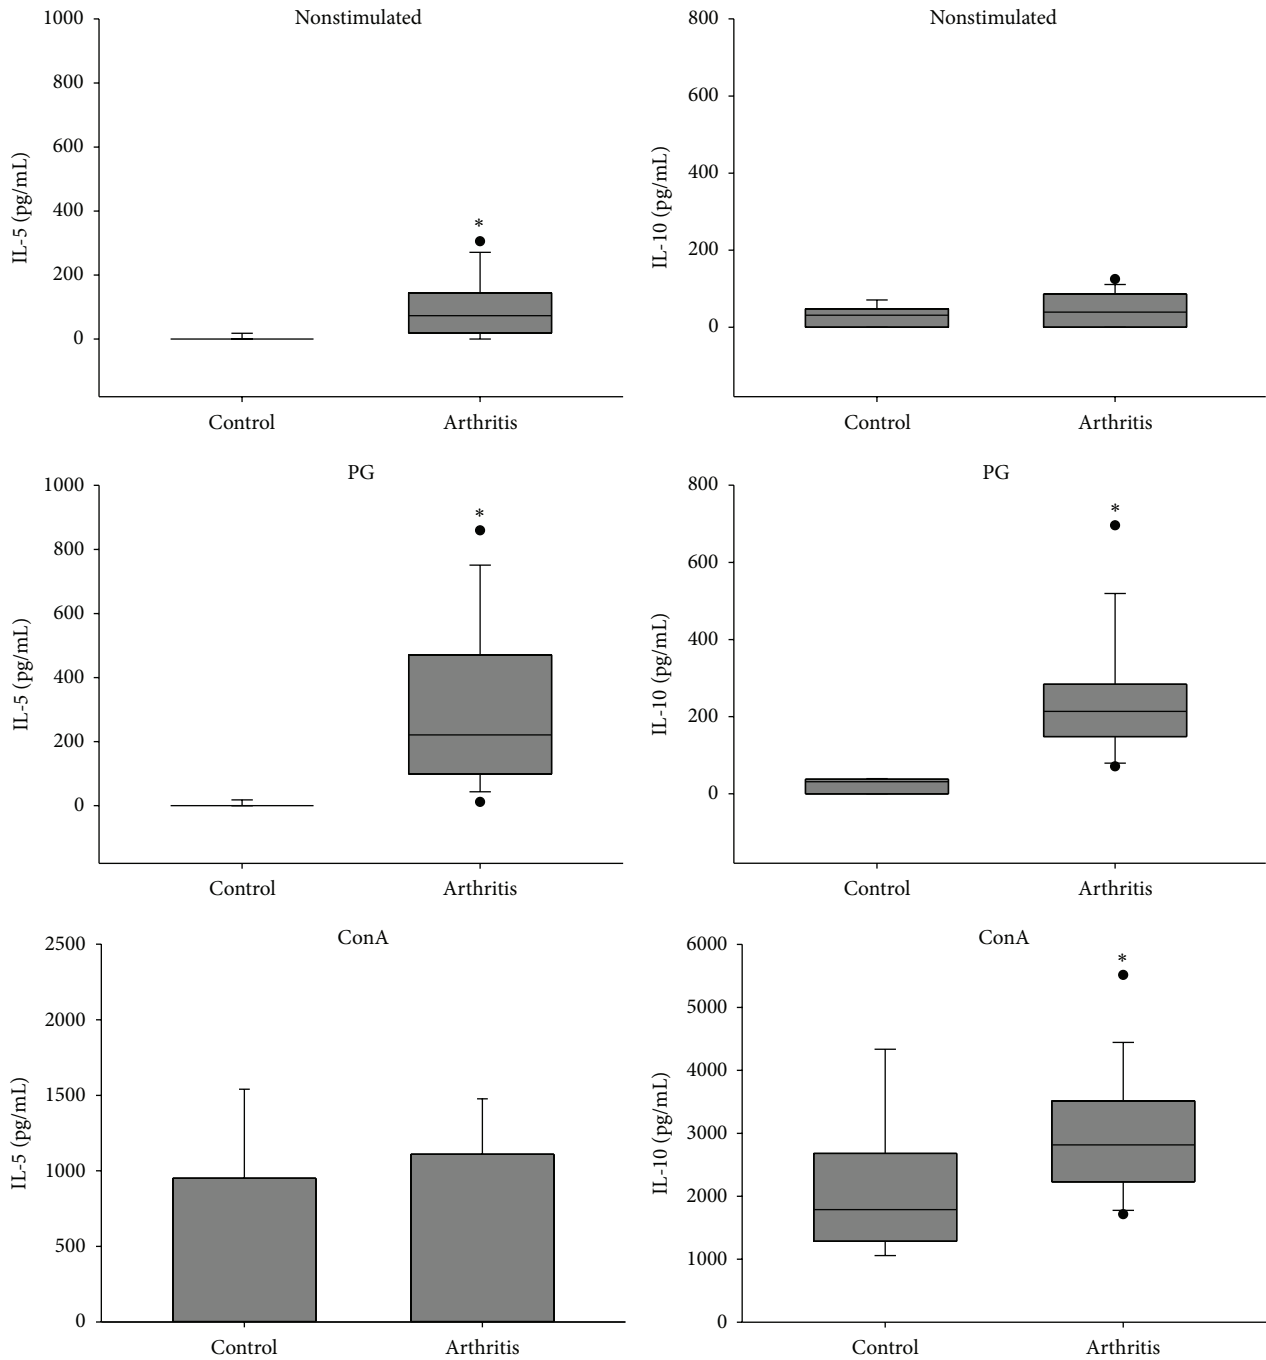 Nonstimulated
1000
800
600
400
200
0
IL-5 (pg/mL)
*
Control
Arthritis
Nonstimulated
800
600
400
200
0
IL-10 (pg/mL)
Control
Arthritis
PG
1000
800
600
400
200
0
IL-5 (pg/mL)
*
Control
Arthritis
PG
800
600
400
200
0
IL-10 (pg/mL)
*
Control
Arthritis
ConA
2500
2000
1500
1000
500
0
IL-5 (pg/mL)
Control
Arthritis
ConA
6000
5000
4000
3000
2000
1000
0
IL-10 (pg/mL)
*
Control
Arthritis